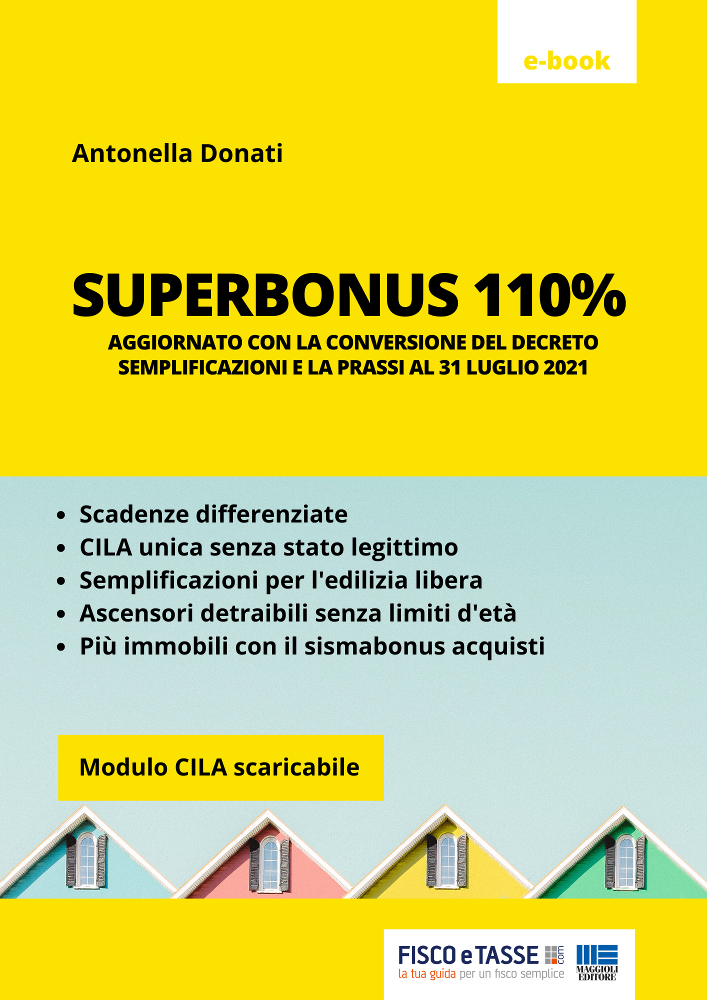 e-book
Antonella Donati
SUPERBONUS 110%
AGGIORNATO CON LA CONVERSIONE DEL DECRETO
SEMPLIFICAZIONI E LA PRASSI AL 31 LUGLIO 2021
• Scadenze differenziate
• CILA unica senza stato legittimo
• Semplificazioni per l'edilizia libera
• Ascensori detraibili senza limiti d'età
• Più immobili con il sismabonus acquisti
Modulo CILA scaricabile
FISCO e TASSE .com
la tua guida per un fisco semplice
MAGGIOLI
EDITORE